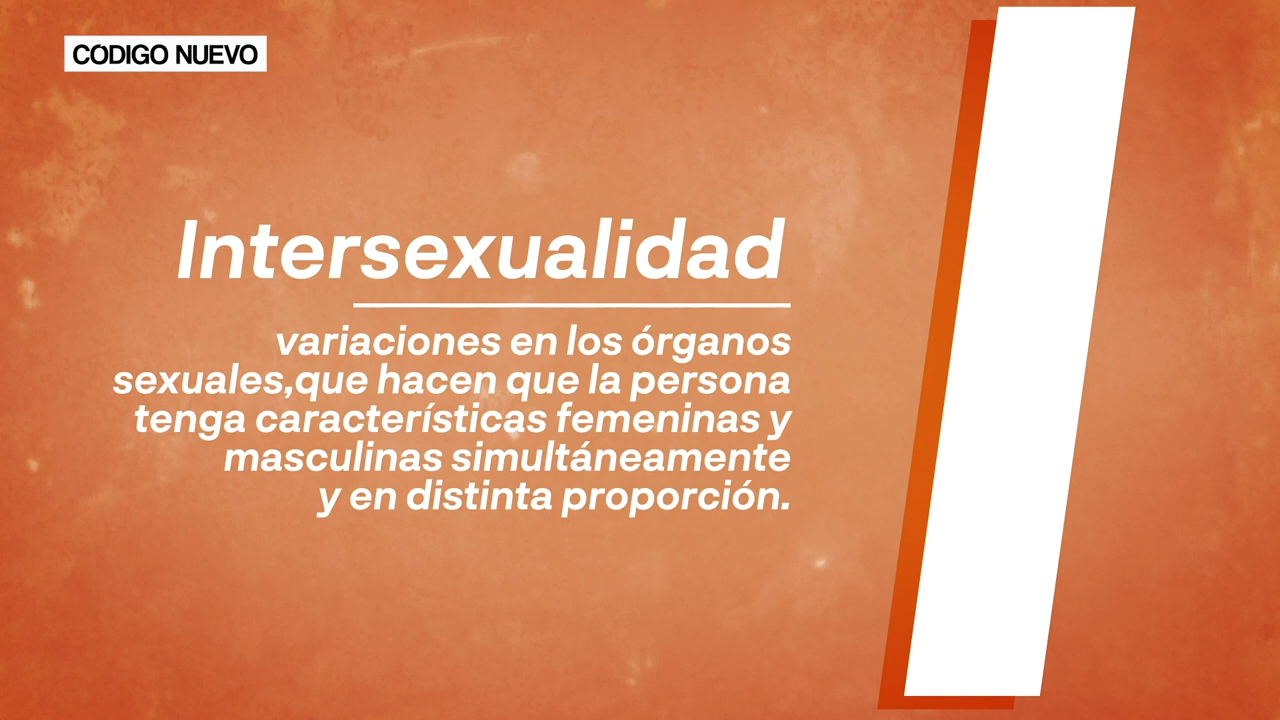 CÓDIGO NUEVO
Intersexualidad
variaciones en los órganos
sexuales,que hacen que la persona
tenga características femeninas y
masculinas simultáneamente
y en distinta proporción.
I